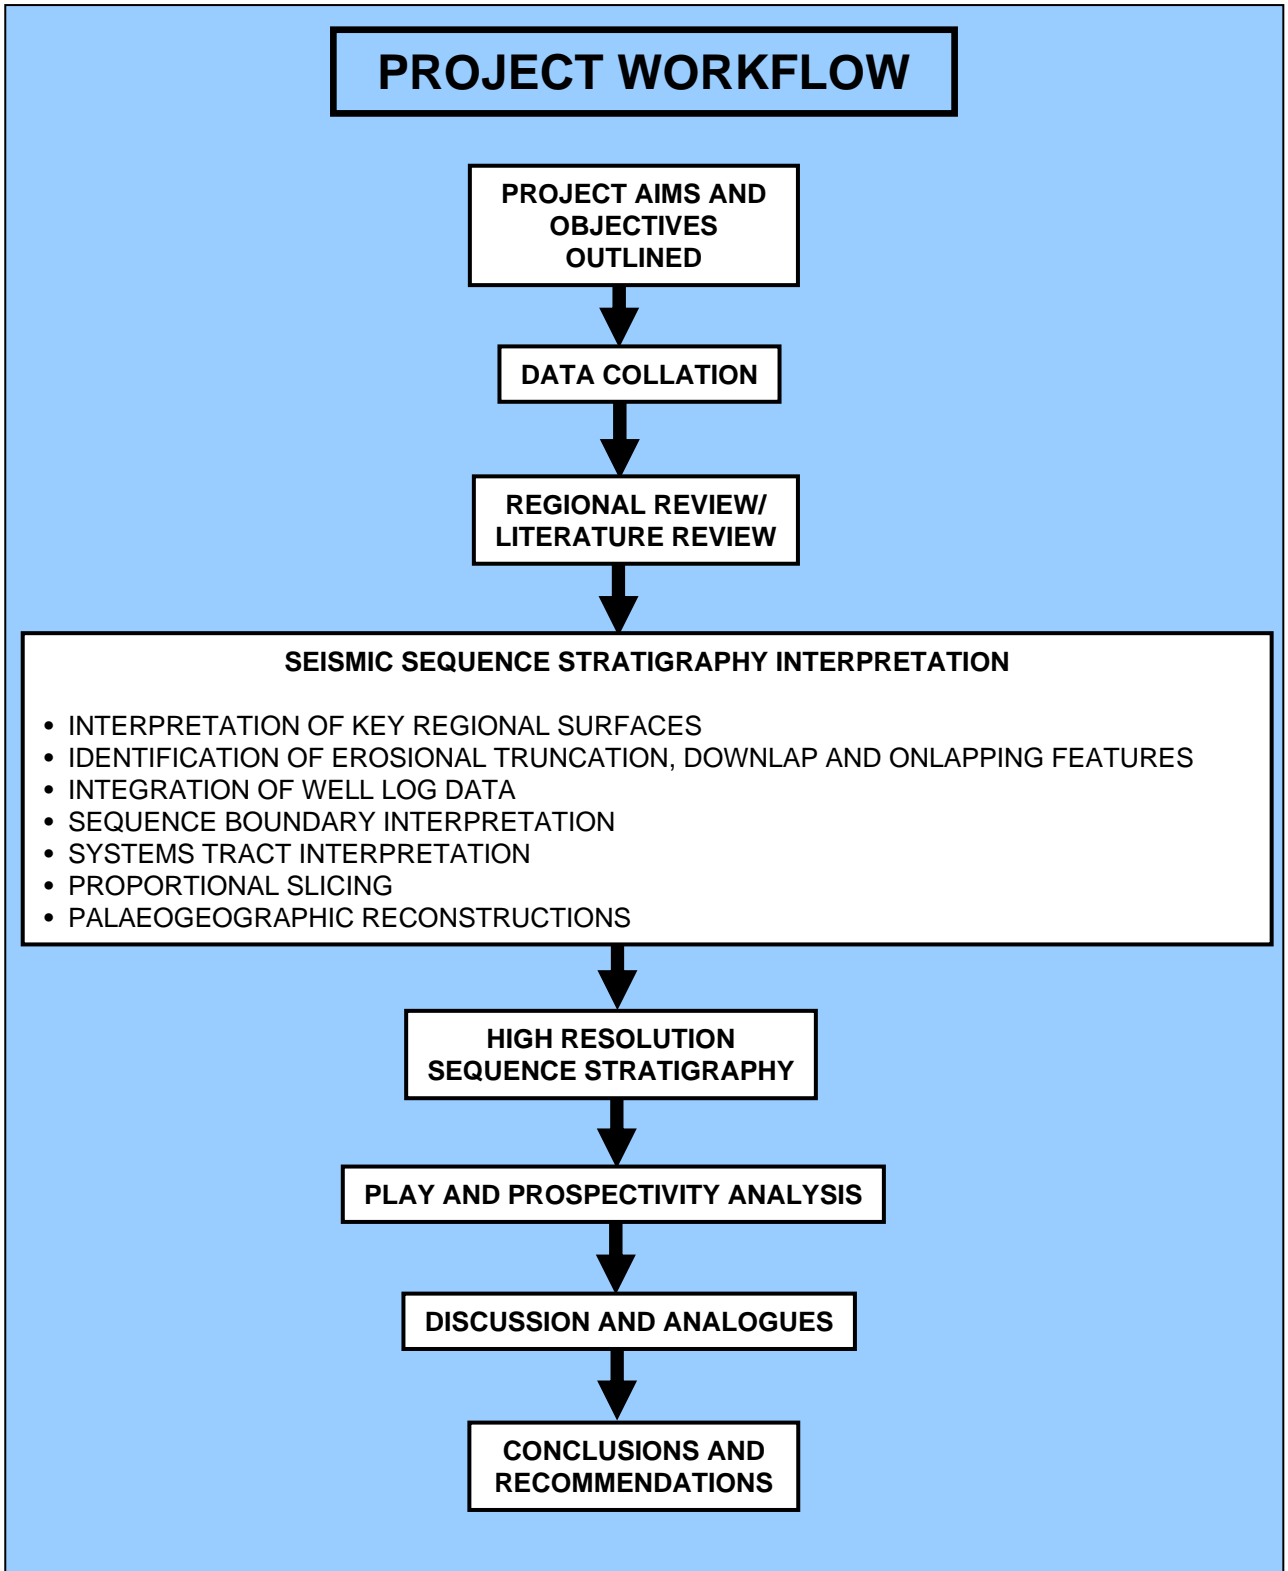 PROJECT WORKFLOW
PROJECT AIMS AND
OBJECTIVES
OUTLINED
DATA COLLATION
REGIONAL REVIEW/
LITERATURE REVIEW
SEISMIC SEQUENCE STRATIGRAPHY INTERPRETATION
• INTERPRETATION OF KEY REGIONAL SURFACES
• IDENTIFICATION OF EROSIONAL TRUNCATION, DOWNLAP AND ONLAPPING FEATURES
• INTEGRATION OF WELL LOG DATA
• SEQUENCE BOUNDARY INTERPRETATION
• SYSTEMS TRACT INTERPRETATION
• PROPORTIONAL SLICING
• PALAEOGEOGRAPHIC RECONSTRUCTIONS
HIGH RESOLUTION
SEQUENCE STRATIGRAPHY
PLAY AND PROSPECTIVITY ANALYSIS
DISCUSSION AND ANALOGUES
CONCLUSIONS AND
RECOMMENDATIONS